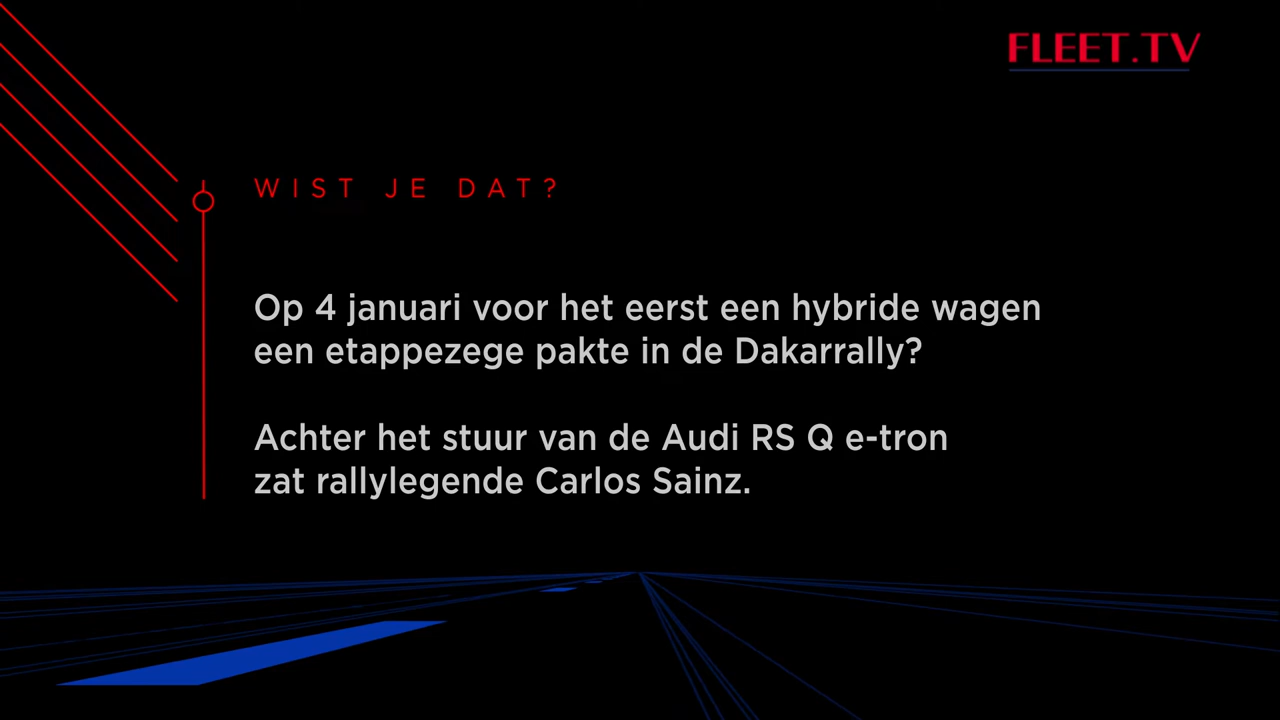 FLEET.TV
WIST JE DAT?
Op 4 januari voor het eerst een hybride wagen
een etappezege pakte in de Dakarrally?
Achter het stuur van de Audi RS Q e-tron
zat rallylegende Carlos Sainz.